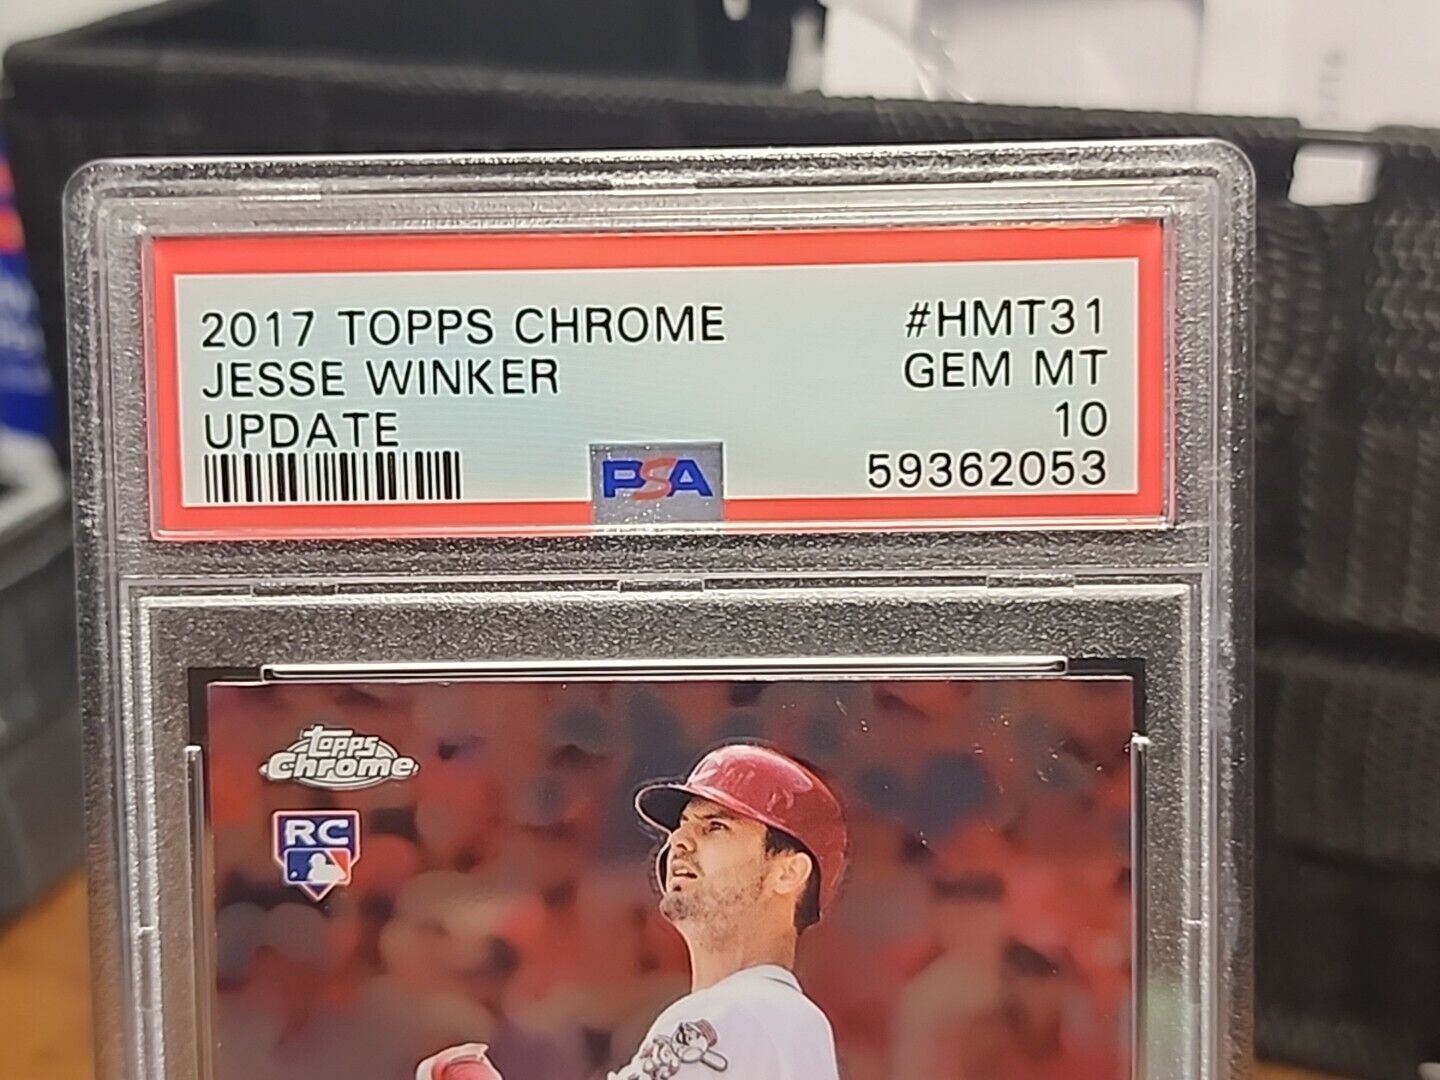 2017 TOPPS CHROME #HMT31
JESSE WINKER GEM MT
UPDATE 10
PSA 59362053
Topps
Chrome
RC